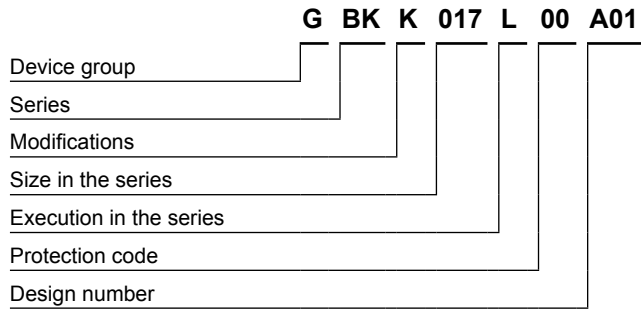 G BK K 017 L 00 A01
Device group
Series
Modifications
Size in the series
Execution in the series
Protection code
Design number